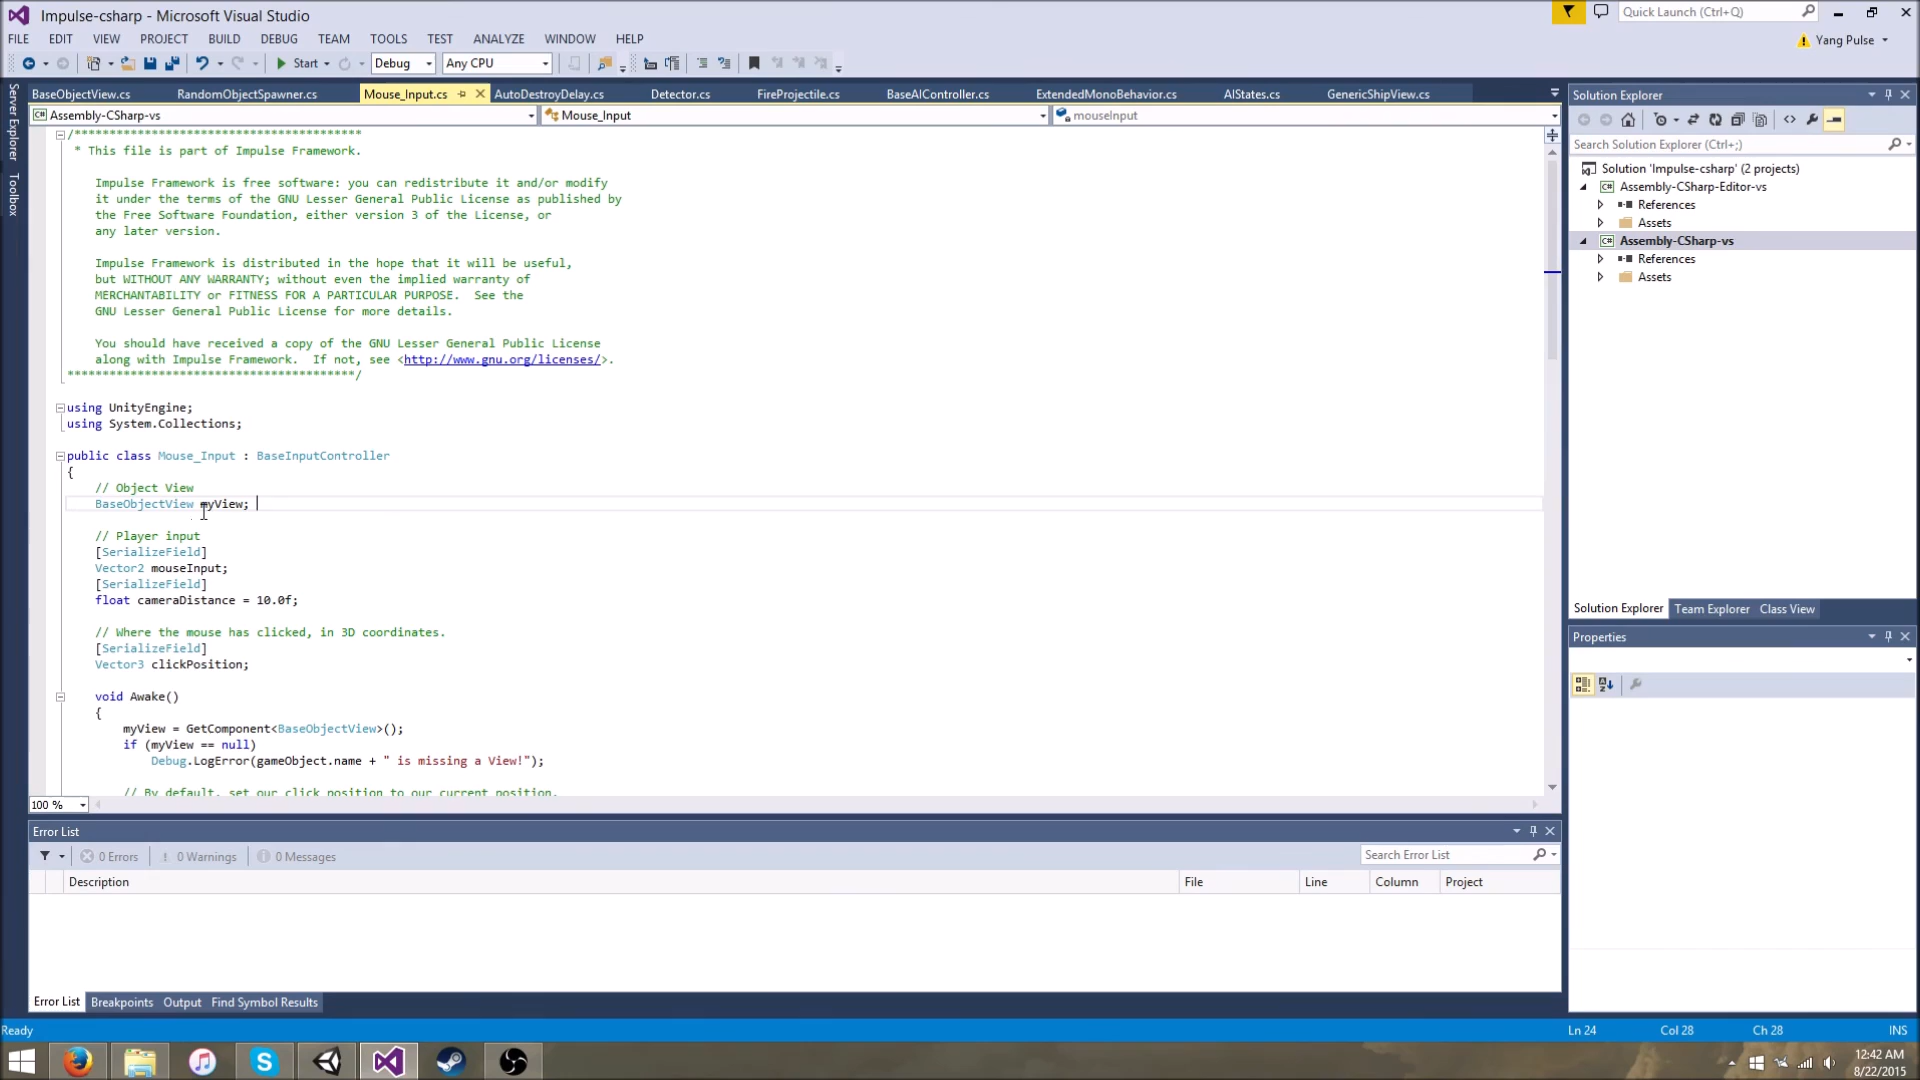 Impulse-csharp - Microsoft Visual Studio
Quick Launch (Ctrl+Q)
FILE EDIT VIEW PROJECT BUILD DEBUG TEAM TOOLS TEST ANALYZE WINDOW HELP
Yang Pulse
Start Debug Any CPU
BaseObjectView.cs RandomObjectSpawner.cs Mouse_Input.cs AutoDestroyDelay.cs Detector.cs FireProjectile.cs BaseAIController.cs ExtendedMonoBehavior.cs AIStates.cs GenericShipView.cs
Assembly-CSharp-vs Mouse_Input mouseInput
Server Explorer
Toolbox
/*****************************************
* This file is part of Impulse Framework.
Impulse Framework is free software: you can redistribute it and/or modify
it under the terms of the GNU Lesser General Public License as published by
the Free Software Foundation, either version 3 of the License, or
any later version.
Impulse Framework is distributed in the hope that it will be useful,
but WITHOUT ANY WARRANTY; without even the implied warranty of
MERCHANTABILITY or FITNESS FOR A PARTICULAR PURPOSE.  See the
GNU Lesser General Public License for more details.
You should have received a copy of the GNU Lesser General Public License
along with Impulse Framework.  If not, see <http://www.gnu.org/licenses/>.
*****************************************/
using UnityEngine;
using System.Collections;
public class Mouse_Input : BaseInputController
{
// Object View
BaseObjectView myView;
// Player input
[SerializeField]
Vector2 mouseInput;
[SerializeField]
float cameraDistance = 10.0f;
// Where the mouse has clicked, in 3D coordinates.
[SerializeField]
Vector3 clickPosition;
void Awake()
{
myView = GetComponent<BaseObjectView>();
if (myView == null)
Debug.LogError(gameObject.name + " is missing a View!");
// By default, set our click position to our current position.
100 %
Solution Explorer
Search Solution Explorer (Ctrl+;)
Solution 'Impulse-csharp' (2 projects)
Assembly-CSharp-Editor-vs
References
Assets
Assembly-CSharp-vs
References
Assets
Solution Explorer Team Explorer Class View
Properties
Error List
0 Errors 0 Warnings 0 Messages
Search Error List
Description File Line Column Project
Error List Breakpoints Output Find Symbol Results
Ready Ln 24 Col 28 Ch 28 INS
12:42 AM
8/22/2015